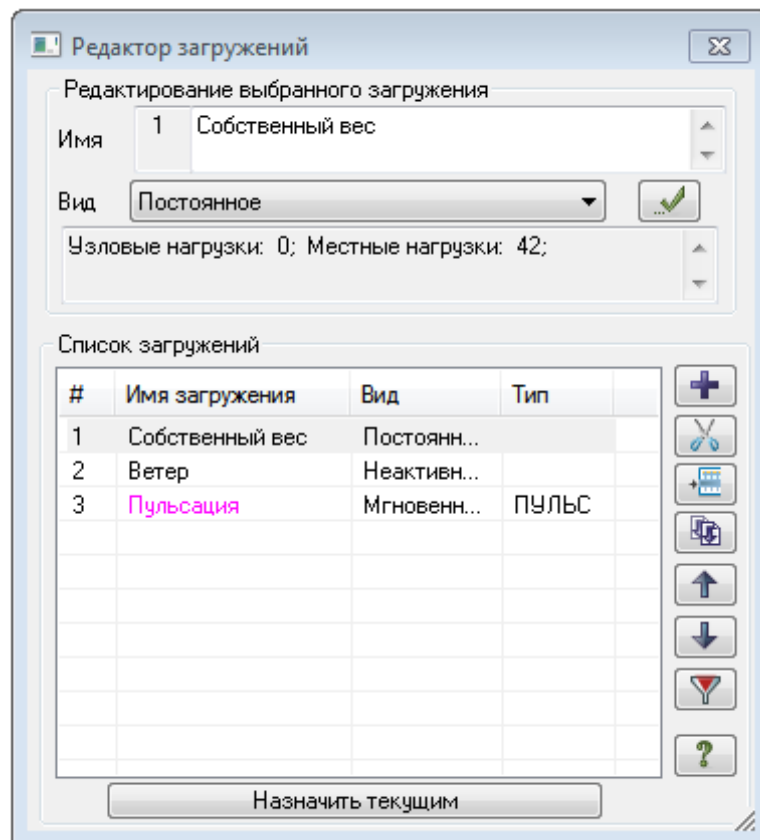 Редактор загружений
Редактирование выбранного загружения
Имя 1 Собственный вес
Вид Постоянное
Узловые нагрузки: 0; Местные нагрузки: 42;
Список загружений
# Имя загружения Вид Тип
1 Собственный вес Постоянн...
2 Ветер Неактивн...
3 Пульсация Мгновенн... ПУЛЬС
Назначить текущим